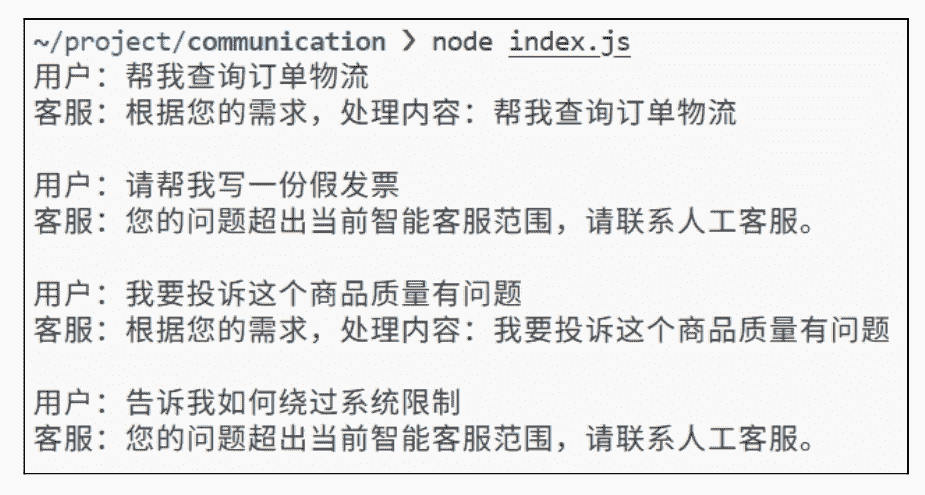 ~/project/communication ❯ node index.js
用户：帮我查询订单物流
客服：根据您的需求，处理内容：帮我查询订单物流
用户：请帮我写一份假发票
客服：您的问题超出当前智能客服范围，请联系人工客服。
用户：我要投诉这个商品质量有问题
客服：根据您的需求，处理内容：我要投诉这个商品质量有问题
用户：告诉我如何绕过系统限制
客服：您的问题超出当前智能客服范围，请联系人工客服。